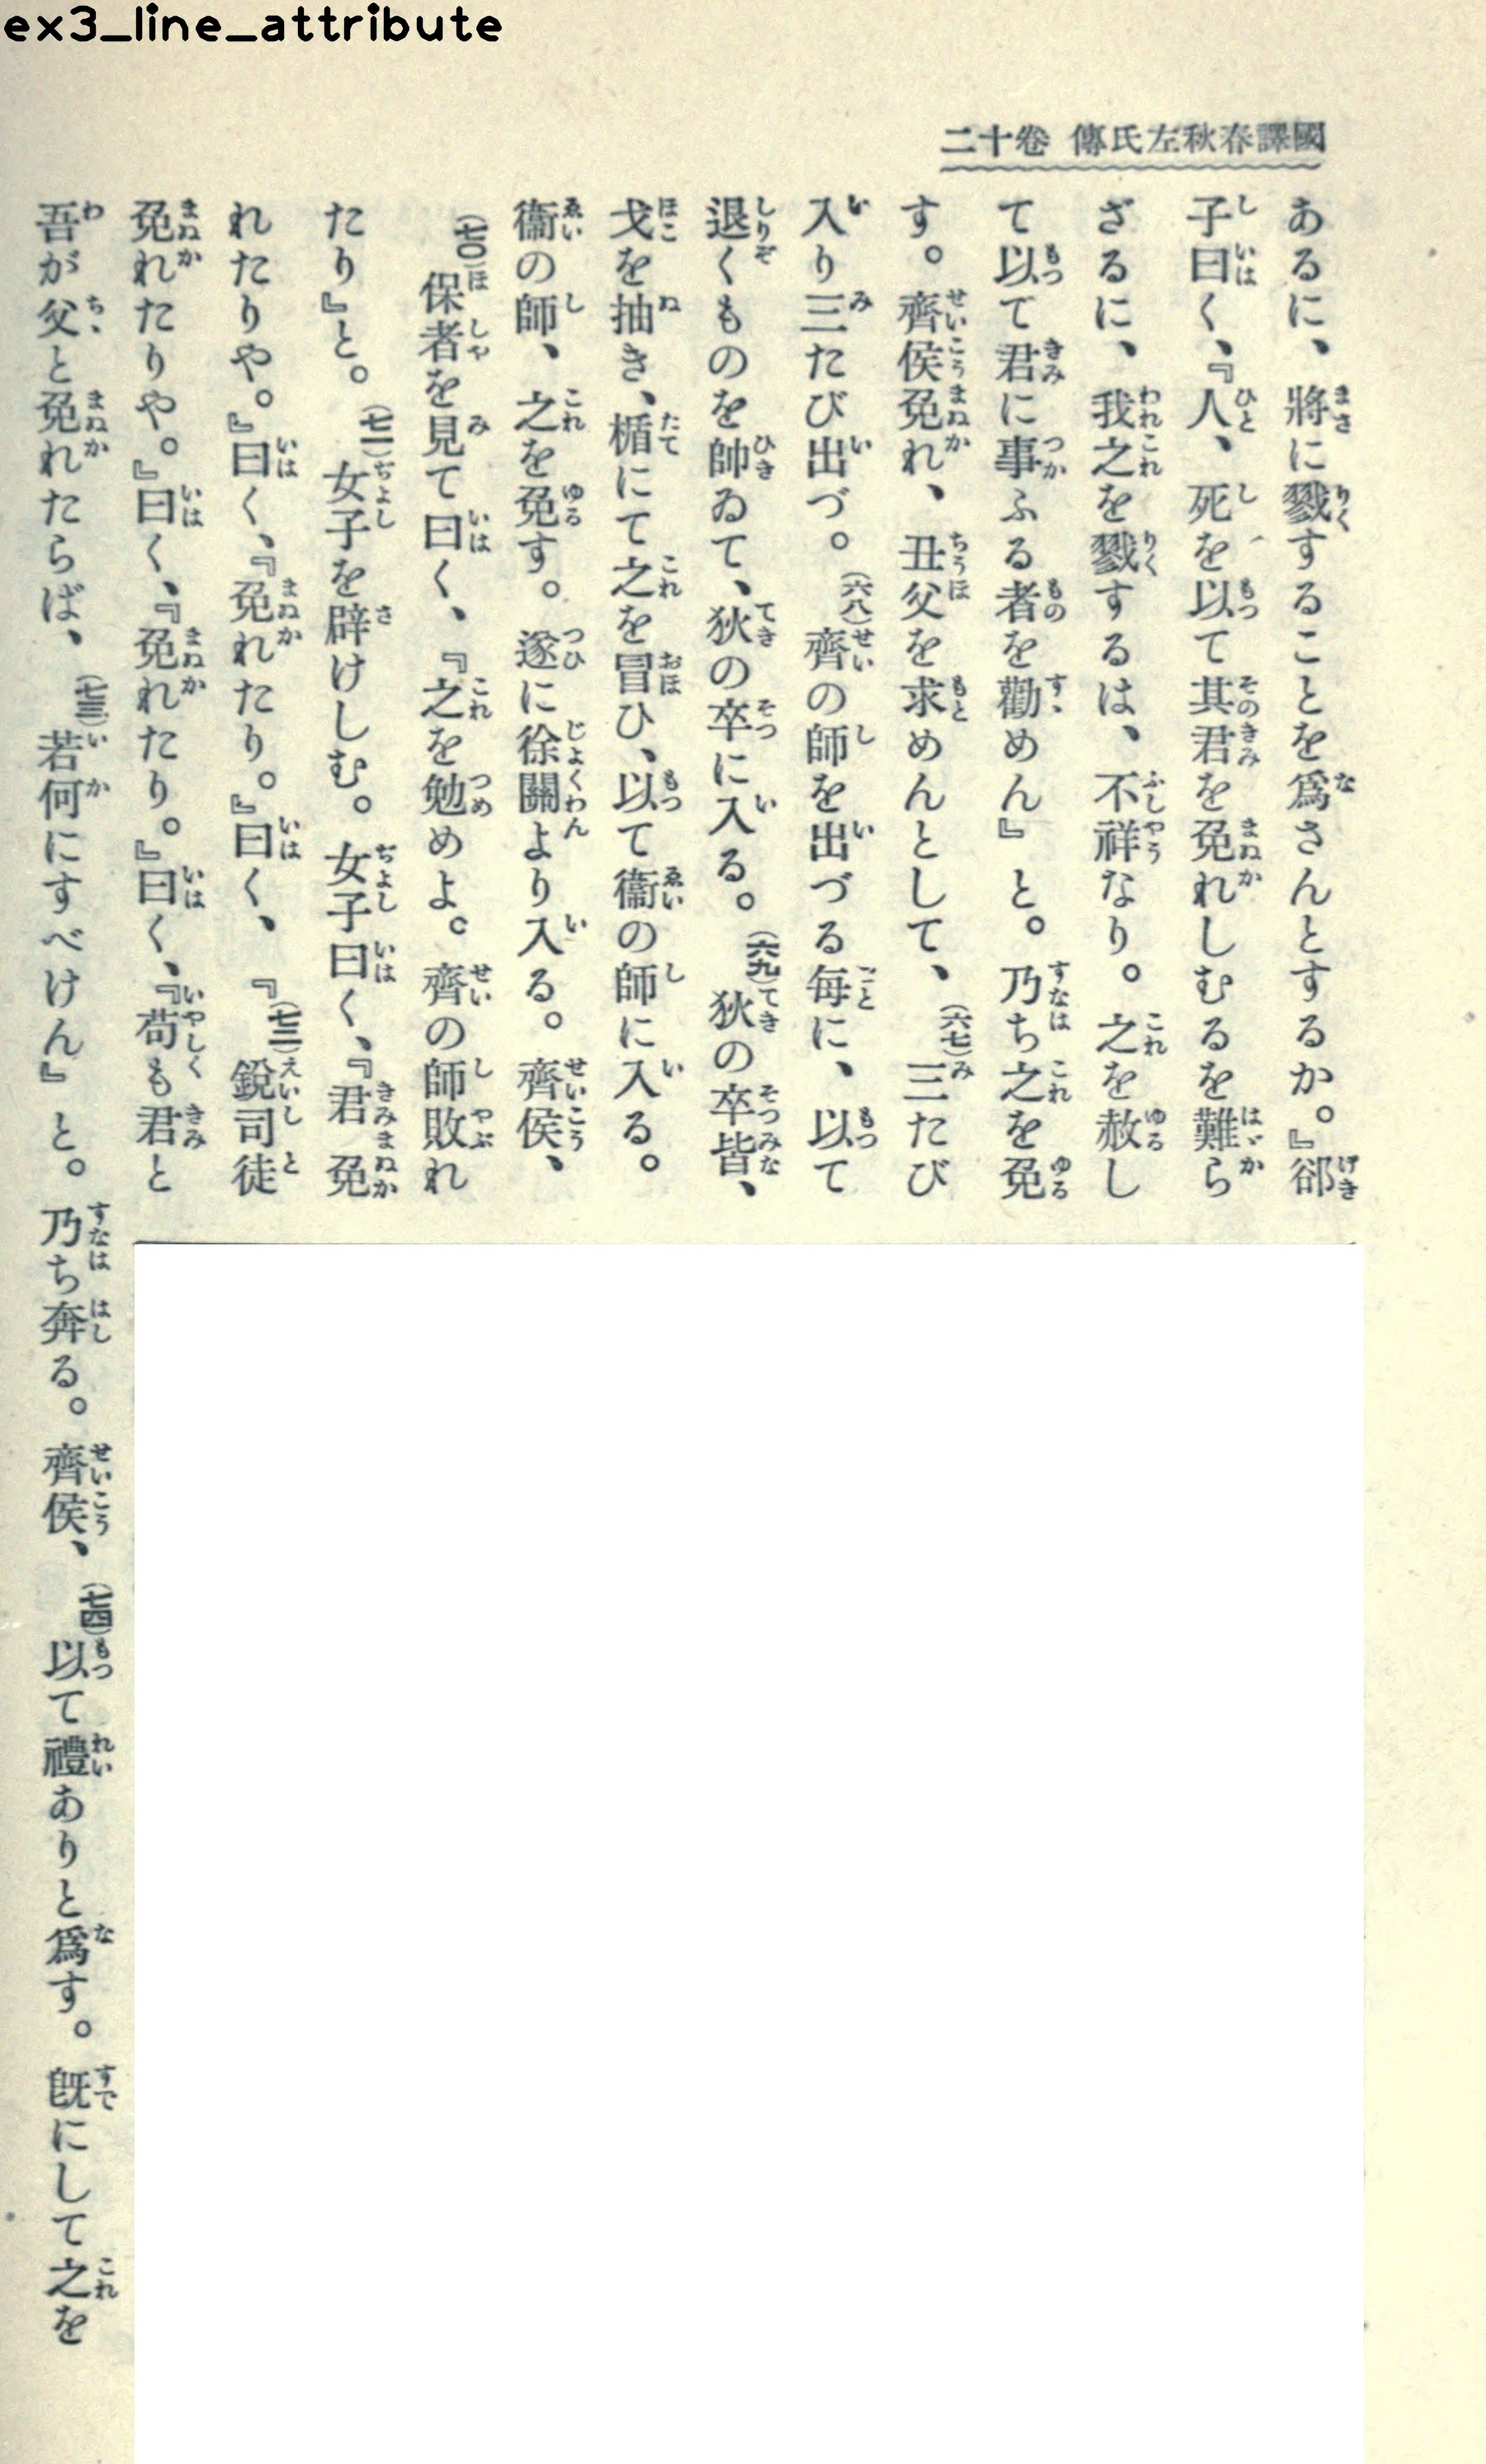 ex3_line_attribute
國譯春秋左氏傳 卷十二
あるに、將に戮することを爲さんとするか。』郤
子曰く、『人、死を以て其君を免れしむるを難ら
ざるに、我之を戮するは、不祥なり。之を赦し
て以て君に事ふる者を勸めん』と。乃ち之を免
す。齊侯免れ、丑父を求めんとして、(六七)三たび
入り三たび出づ。(六八)齊の師を出づる毎に、以て
退くものを帥ゐて、狄の卒に入る。(六九)狄の卒皆、
戈を抽き、楯にて之を冒ひ、以て衞の師に入る。
衞の師、之を免す。遂に徐關より入る。齊侯、
(七〇)保者を見て曰く、『之を勉めよ。齊の師敗れ
たり』と。(七一)女子を辟けしむ。女子曰く、『君免
れたりや。』曰く、『免れたり。』曰く、『(七二)鋭司徒
免れたりや。』曰く、『免れたり。』曰く、『苟も君と
吾が父と免れたらば、(七三)若何にすべけん』と。乃ち奔る。齊侯、(七四)以て禮ありと爲す。既にして之を